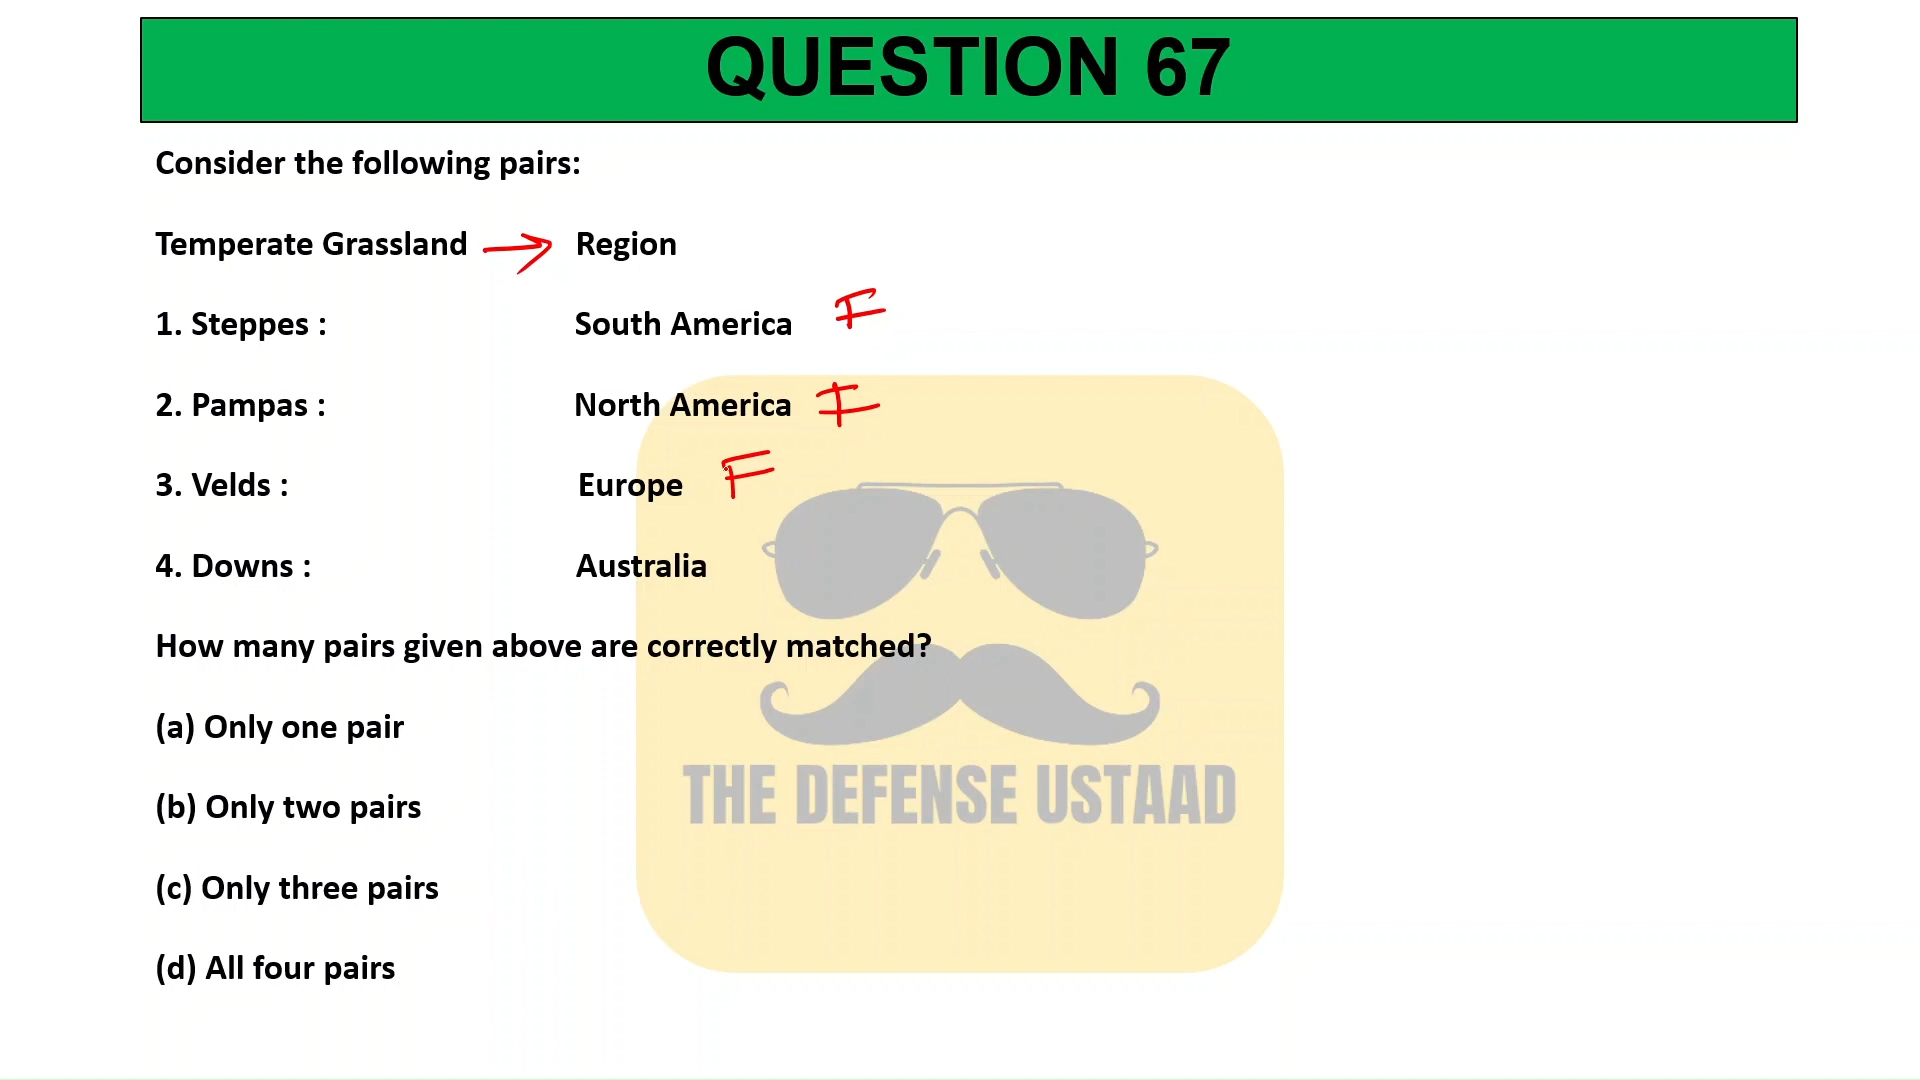 QUESTION 67
Consider the following pairs:
Temperate Grassland → Region
1. Steppes : South America F
2. Pampas : North America F
3. Velds : Europe F
4. Downs : Australia
How many pairs given above are correctly matched?
(a) Only one pair
(b) Only two pairs
THE DEFENSE USTAAD
(c) Only three pairs
(d) All four pairs